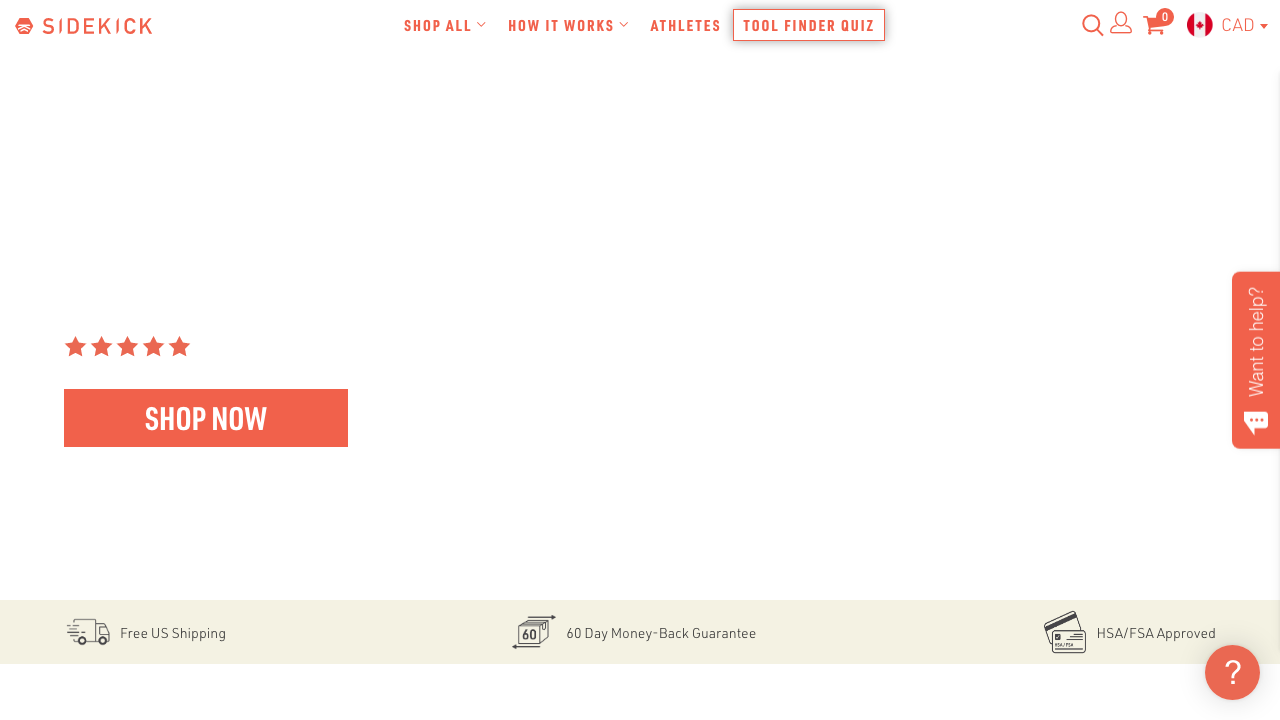 SIDEKICK
SHOP ALL
HOW IT WORKS
ATHLETES
TOOL FINDER QUIZ
0
CAD
Want to help?
SHOP NOW
Free US Shipping
60
60 Day Money-Back Guarantee
HSA/FSA
HSA/FSA Approved
?